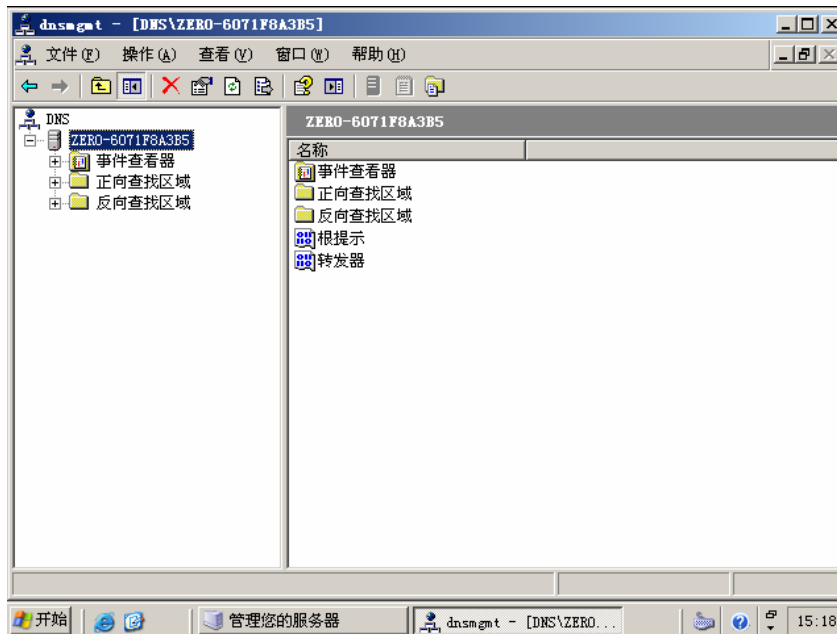 dnsmgmt - [DNS\ZERO-6071F8A3B5]
文件(F) 操作(A) 查看(V) 窗口(W) 帮助(H)
DNS
ZERO-6071F8A3B5
事件查看器
正向查找区域
反向查找区域
ZERO-6071F8A3B5
名称
事件查看器
正向查找区域
反向查找区域
根提示
转发器
开始 管理您的服务器 dnsmgmt - [DNS\ZERO... 15:18